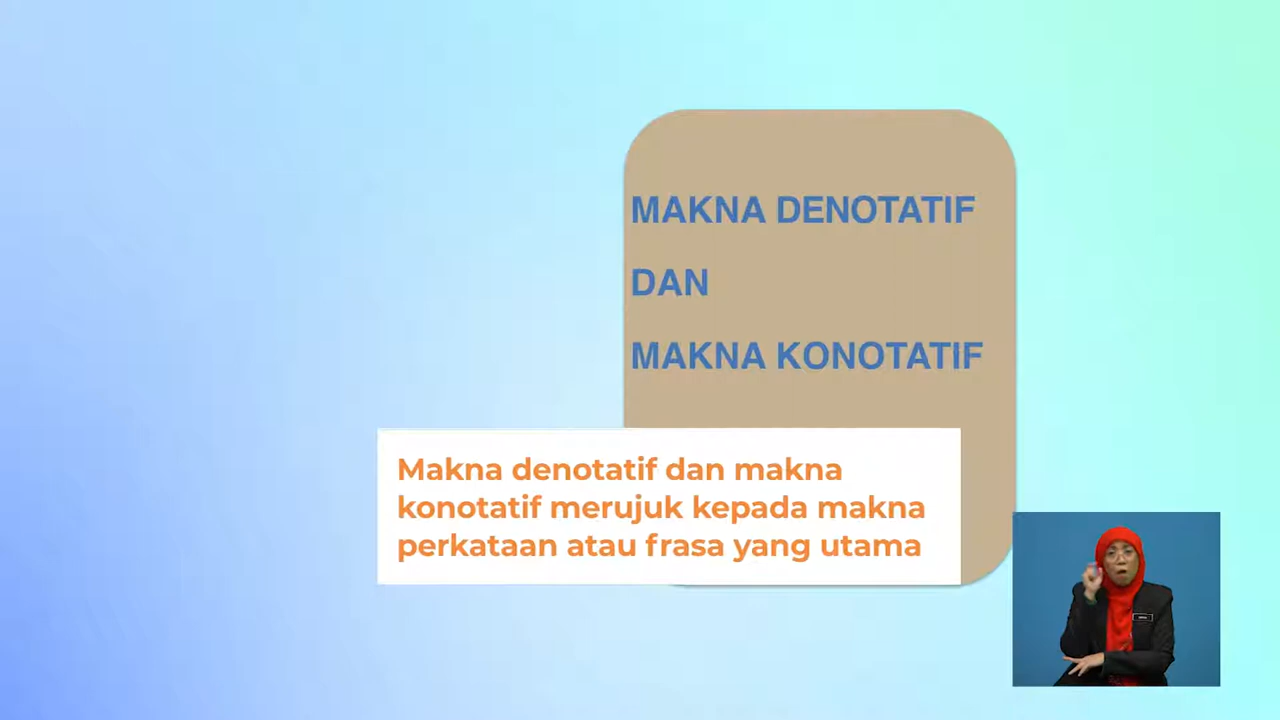 MAKNA DENOTATIF
DAN
MAKNA KONOTATIF
Makna denotatif dan makna
konotatif merujuk kepada makna
perkataan atau frasa yang utama